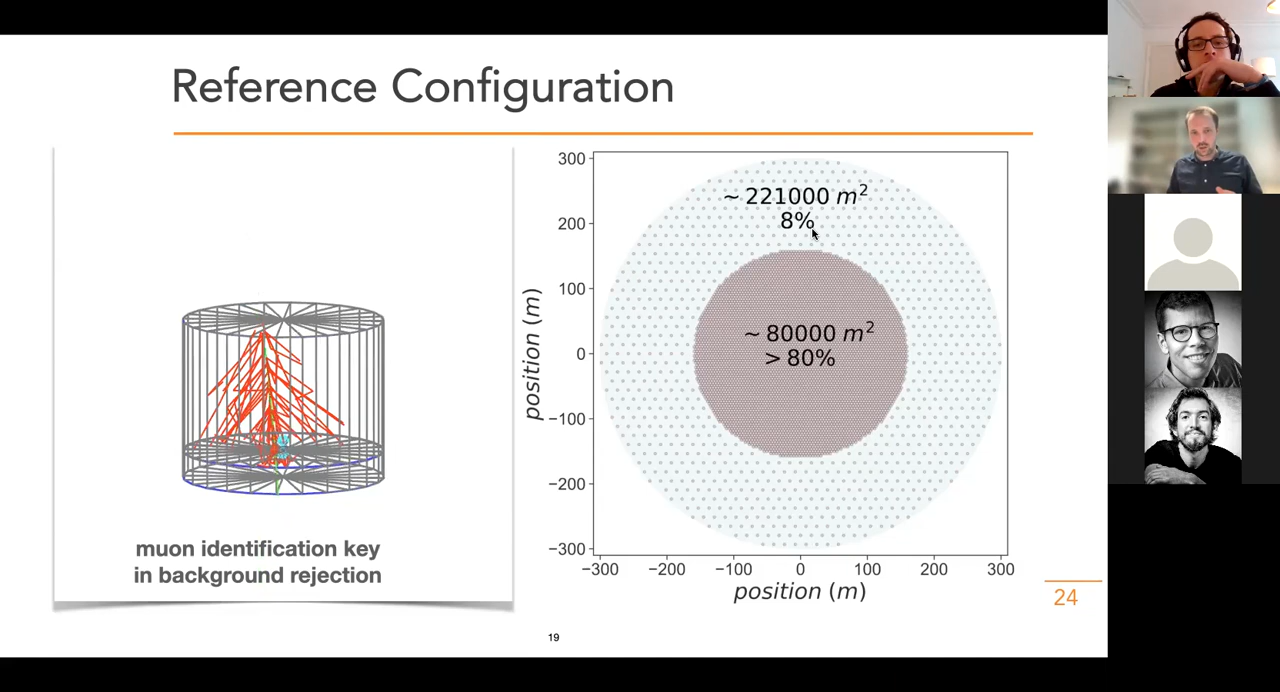 Reference Configuration
muon identification key
in background rejection
~ 221000 m²
8%
~ 80000 m²
> 80%
300
200
100
0
−100
−200
−300
position (m)
−300 −200 −100 0 100 200 300
position (m)
24
19